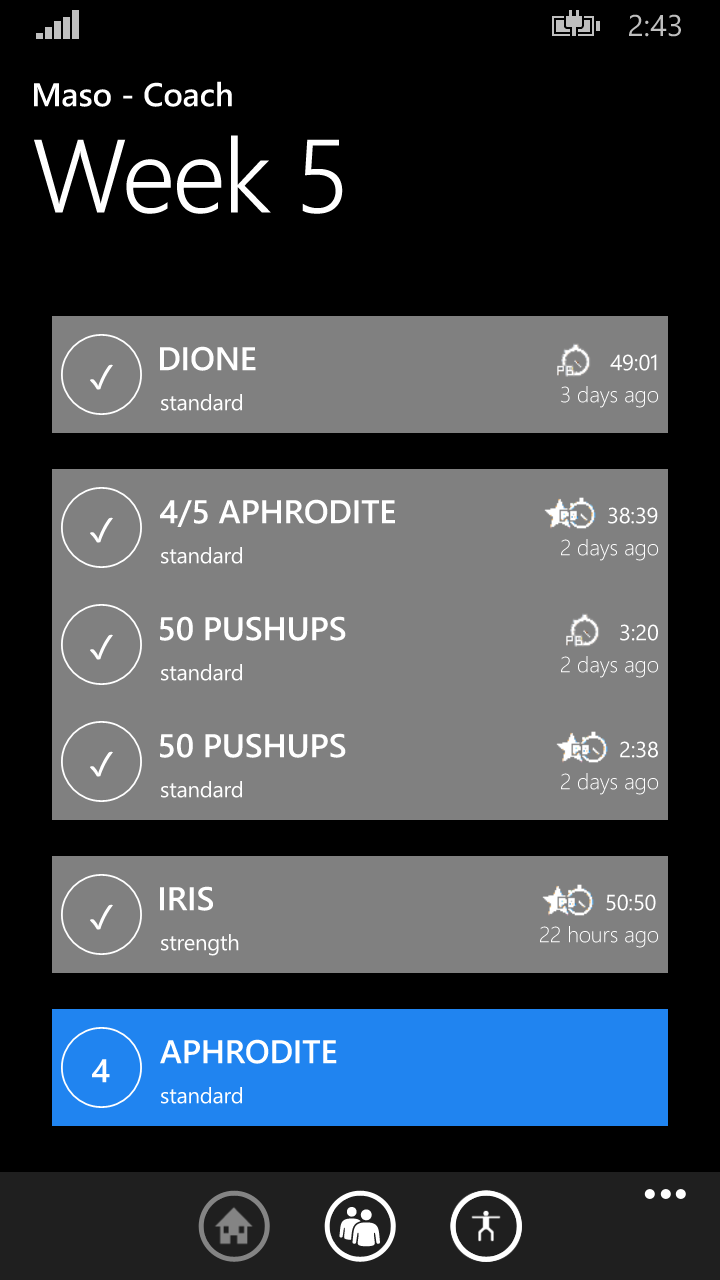 2:43
Maso - Coach
Week 5
✓ DIONE PB 49:01
standard 3 days ago
✓ 4/5 APHRODITE PB 38:39
standard 2 days ago
✓ 50 PUSHUPS PB 3:20
standard 2 days ago
✓ 50 PUSHUPS PB 2:38
standard 2 days ago
✓ IRIS PB 50:50
strength 22 hours ago
4 APHRODITE
standard